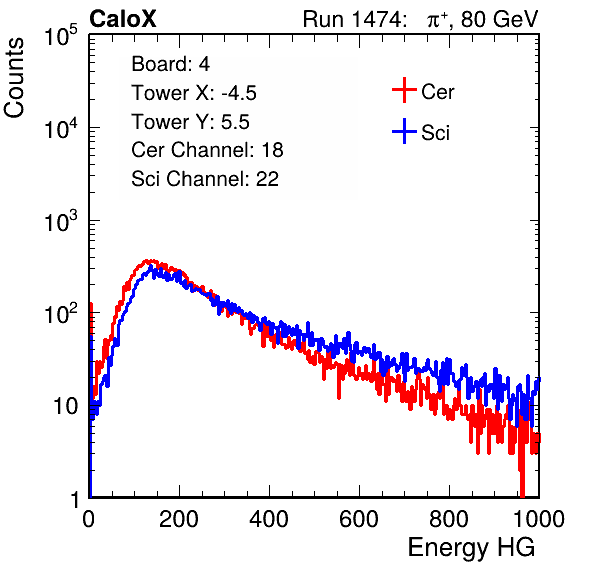 CaloX Run 1474: π⁺, 80 GeV
Counts
Board: 4
Tower X: -4.5
Tower Y: 5.5
Cer Channel: 18
Sci Channel: 22
Cer
Sci
10⁵
10⁴
10³
10²
10
1
0 200 400 600 800 1000
Energy HG